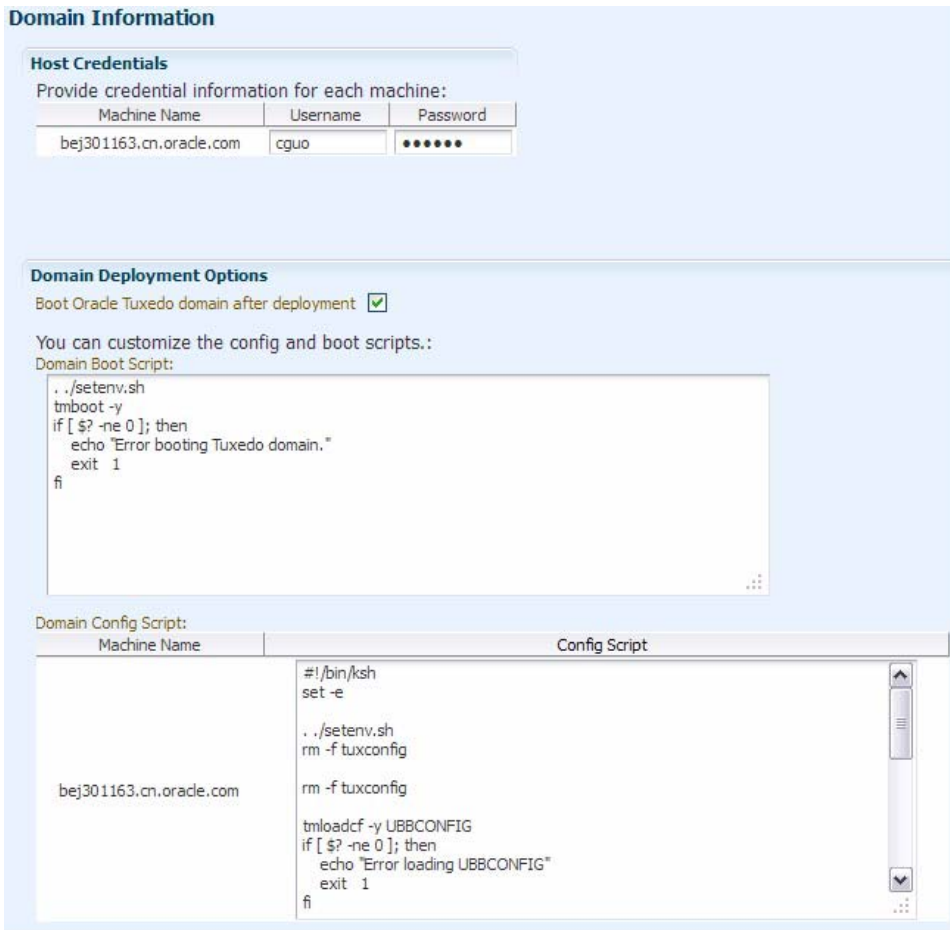 Domain Information
Host Credentials
Provide credential information for each machine:
Machine Name Username Password
bej301163.cn.oracle.com cguo ••••••
Domain Deployment Options
Boot Oracle Tuxedo domain after deployment
You can customize the config and boot scripts.:
Domain Boot Script:
. ./setenv.sh
tmboot -y
if [ $? -ne 0 ]; then
echo "Error booting Tuxedo domain."
exit 1
fi
Domain Config Script:
Machine Name Config Script
#!/bin/ksh
set -e
. ./setenv.sh
rm -f tuxconfig
rm -f tuxconfig
bej301163.cn.oracle.com
tmloadcf -y UBBCONFIG
if [ $? -ne 0 ]; then
echo "Error loading UBBCONFIG"
exit 1
fi